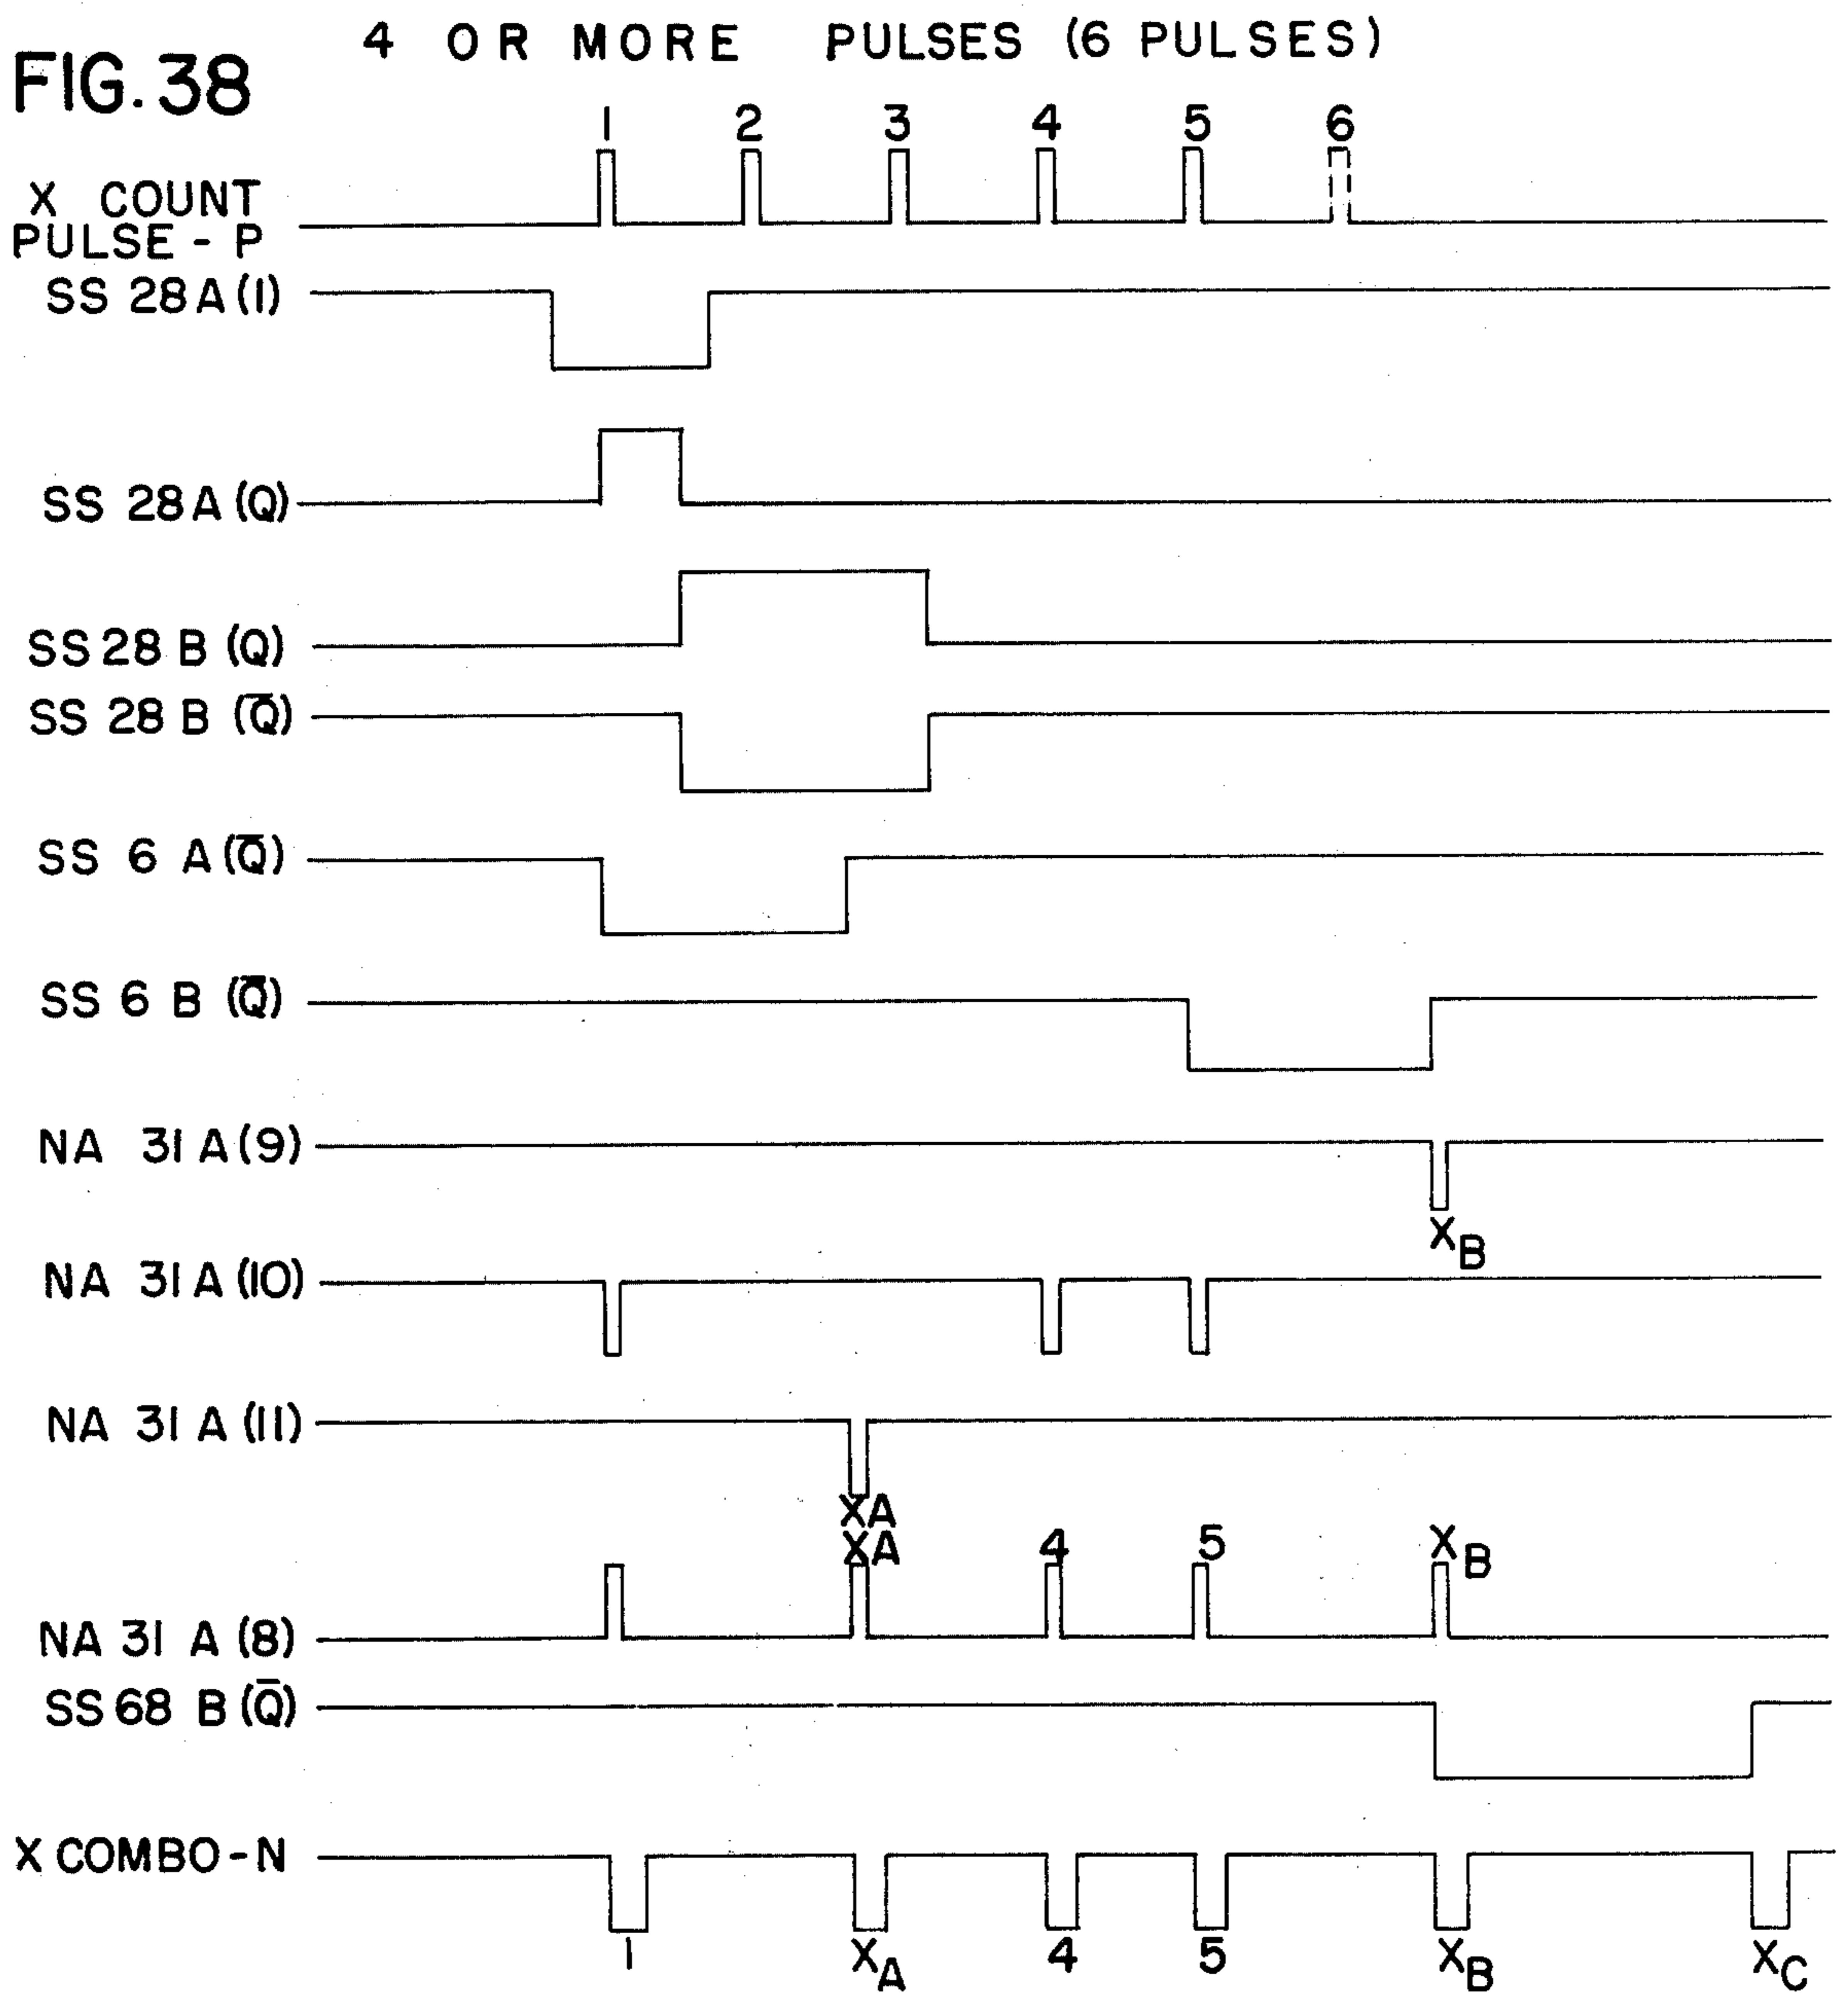 4 OR MORE PULSES (6 PULSES)
FIG. 38
1 2 3 4 5 6
X COUNT
PULSE - P
SS 28A(1)
SS 28A(Q)
SS 28 B (Q)
SS 28 B (Q̅)
SS 6 A (Q̅)
SS 6 B (Q̅)
NA 31 A (9)
XB
NA 31 A (10)
NA 31 A (11)
XA
XA 4 5 XB
NA 31 A (8)
SS 68 B (Q̅)
X COMBO - N
1 XA 4 5 XB XC